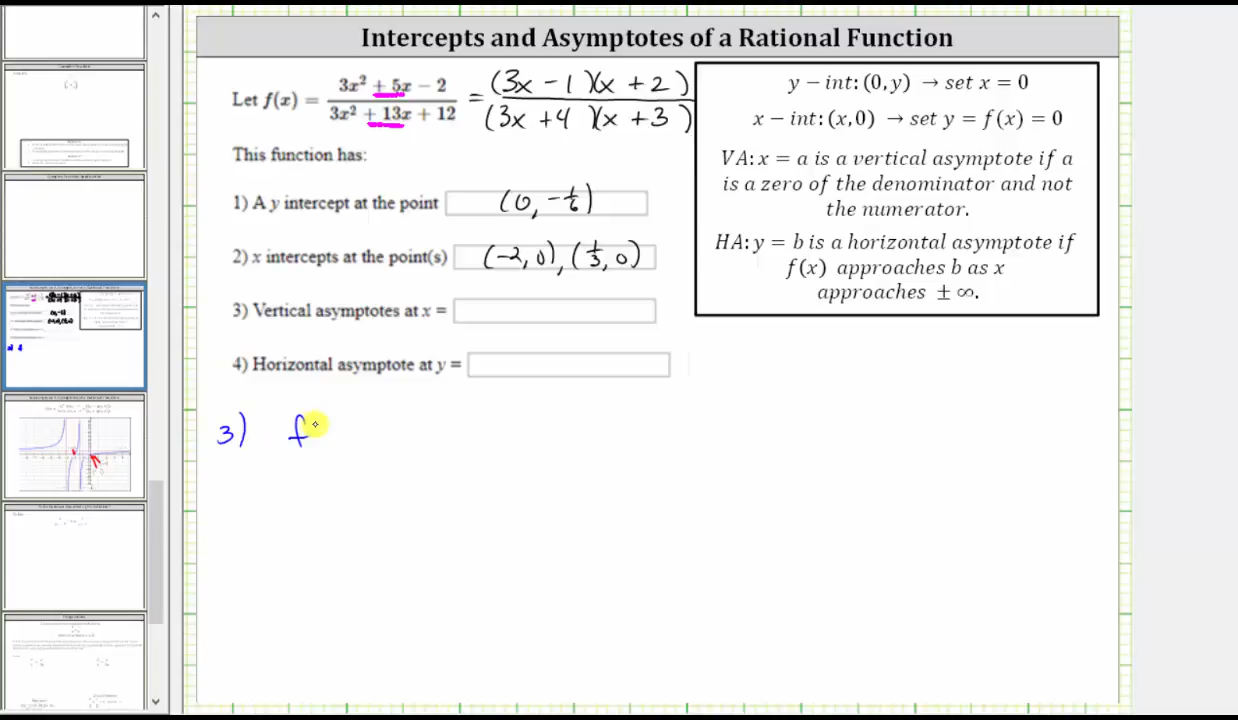 Intercepts and Asymptotes of a Rational Function
Let f(x) = 3x² + 5x − 2 / 3x² + 13x + 12 = (3x − 1)(x + 2) / (3x + 4)(x + 3)
This function has:
1) A y intercept at the point (0, −1/6)
2) x intercepts at the point(s) (−2, 0), (1/3, 0)
3) Vertical asymptotes at x =
4) Horizontal asymptote at y =
3) f
y − int: (0, y) → set x = 0
x − int: (x, 0) → set y = f(x) = 0
VA: x = a is a vertical asymptote if a
is a zero of the denominator and not
the numerator.
HA: y = b is a horizontal asymptote if
f(x) approaches b as x
approaches ± ∞.